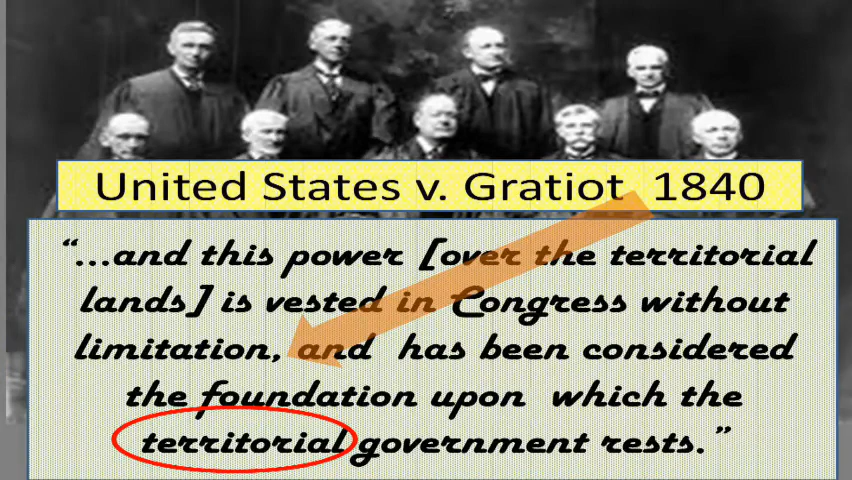 United States v. Gratiot 1840
“...and this power [over the territorial
lands] is vested in Congress without
limitation, and has been considered
the foundation upon which the
territorial government rests.”